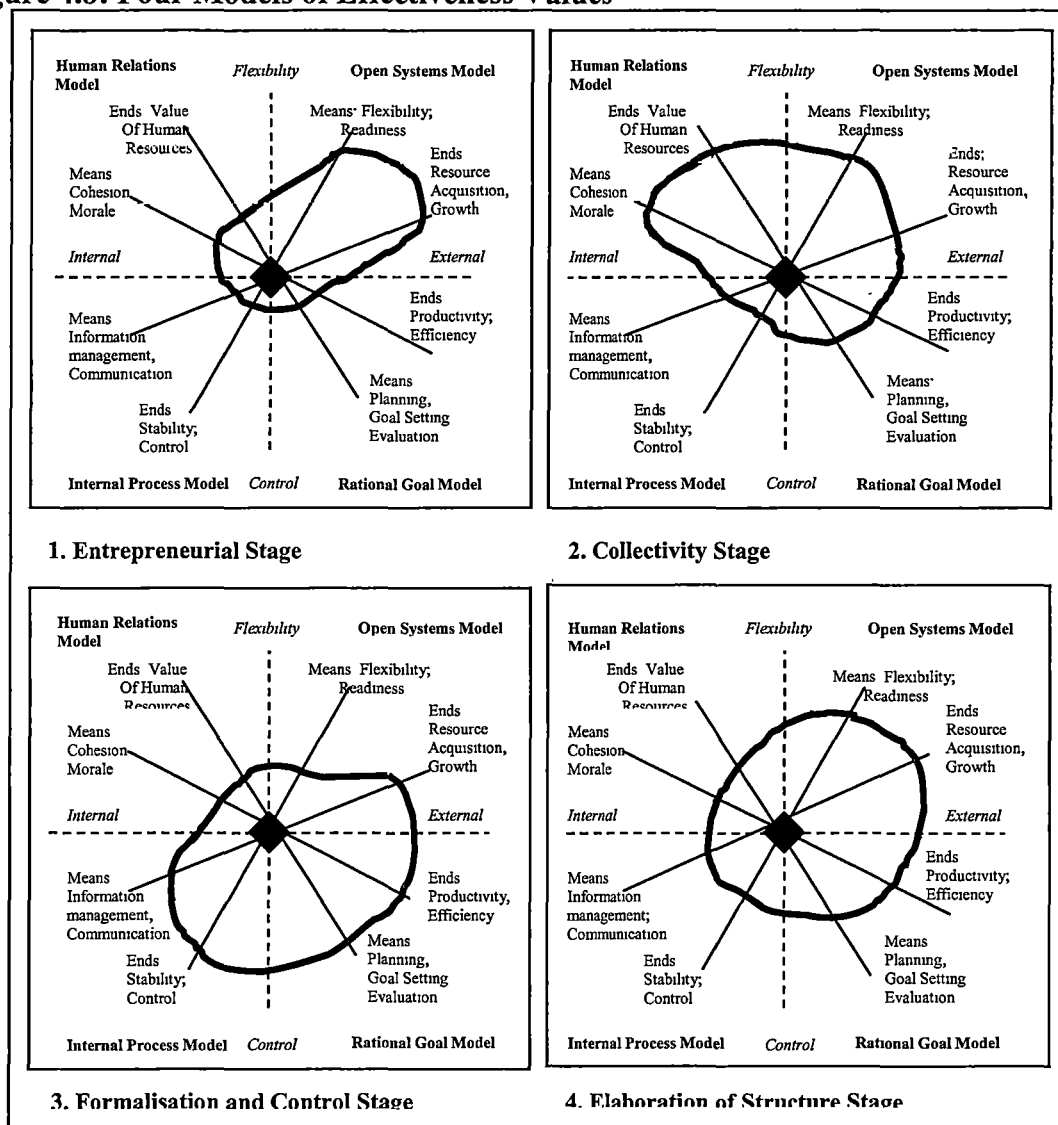 Human Relations
Model
Flexibility
Open Systems Model
Ends Value
Of Human
Resources
Means Flexibility;
Readiness
Means
Cohesion
Morale
Ends
Resource
Acquisition,
Growth
Internal
External
Means
Information
management,
Communication
Ends
Productivity;
Efficiency
Ends
Stability;
Control
Means
Planning,
Goal Setting
Evaluation
Internal Process Model
Control
Rational Goal Model
1. Entrepreneurial Stage
Human Relations
Model
Flexibility
Open Systems Model
Ends Value
Of Human
Resources
Means Flexibility;
Readiness
Means
Cohesion
Morale
Ends;
Resource
Acquisition,
Growth
Internal
External
Means
Information
management,
Communication
Ends
Productivity;
Efficiency
Ends
Stability;
Control
Means
Planning,
Goal Setting
Evaluation
Internal Process Model
Control
Rational Goal Model
2. Collectivity Stage
Human Relations
Model
Flexibility
Open Systems Model
Ends Value
Of Human
Resources
Means Flexibility;
Readiness
Means
Cohesion
Morale
Ends
Resource
Acquisition,
Growth
Internal
External
Means
Information
management,
Communication
Ends
Productivity,
Efficiency
Ends
Stability;
Control
Means
Planning,
Goal Setting
Evaluation
Internal Process Model
Control
Rational Goal Model
3. Formalisation and Control Stage
Human Relations
Model
Flexibility
Open Systems Model
Ends Value
Of Human
Resources
Means Flexibility;
Readiness
Means
Cohesion
Morale
Ends
Resource
Acquisition,
Growth
Internal
External
Means
Information
management;
Communication
Ends
Productivity;
Efficiency
Ends
Stability;
Control
Means
Planning,
Goal Setting
Evaluation
Internal Process Model
Control
Rational Goal Model
4. Elaboration of Structure Stage